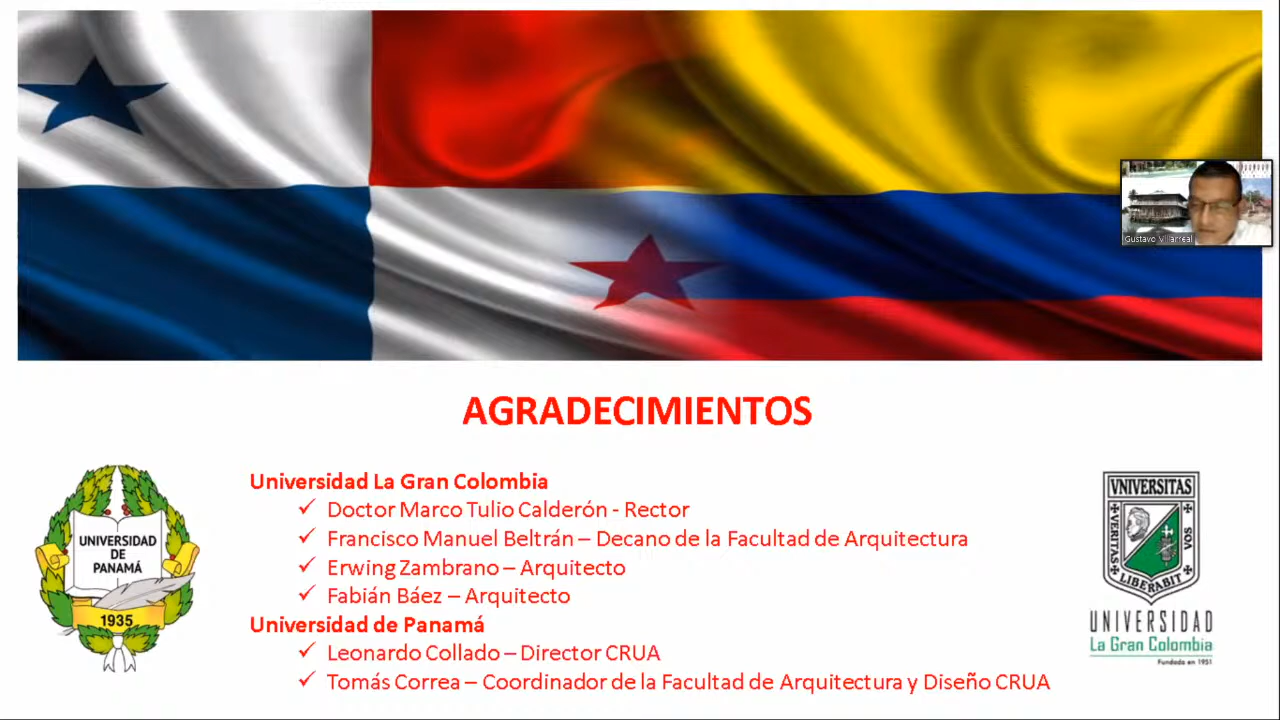 Gustavo Villarreal
AGRADECIMIENTOS
Universidad La Gran Colombia
✓ Doctor Marco Tulio Calderón - Rector
✓ Francisco Manuel Beltrán – Decano de la Facultad de Arquitectura
✓ Erwing Zambrano – Arquitecto
✓ Fabián Báez – Arquitecto
Universidad de Panamá
✓ Leonardo Collado – Director CRUA
✓ Tomás Correa – Coordinador de la Facultad de Arquitectura y Diseño CRUA
UNIVERSIDAD
DE
PANAMÁ
1935
VNIVERSITAS
VERITAS
LIBERABIT
VOS
UNIVERSIDAD
La Gran Colombia
Fundada en 1951